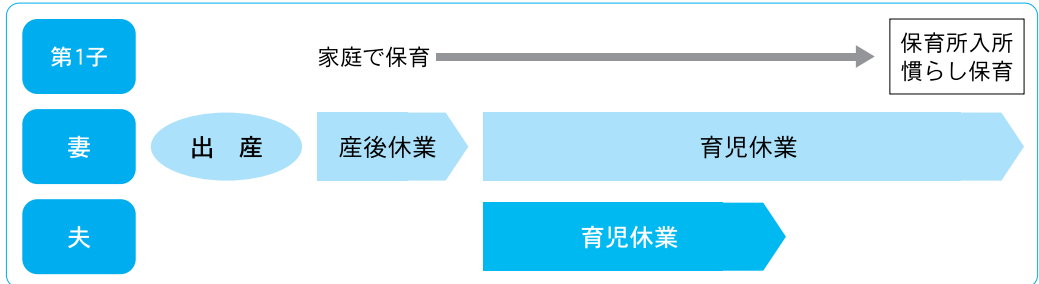 第1子
家庭で保育
保育所入所
慣らし保育
妻
出　産
産後休業
育児休業
夫
育児休業